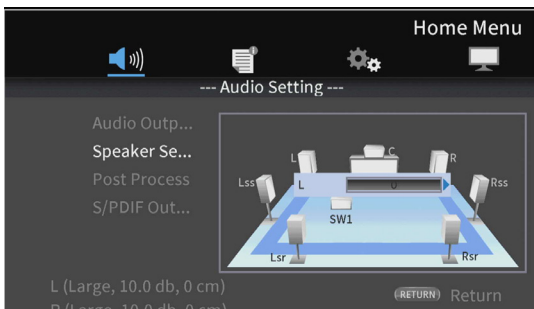 Home Menu
--- Audio Setting ---
Audio Outp...
Speaker Se...
Post Process
S/PDIF Out...
L C R
Lss L Rss
SW1
Lsr Rsr
L (Large, 10.0 db, 0 cm)
RETURN Return